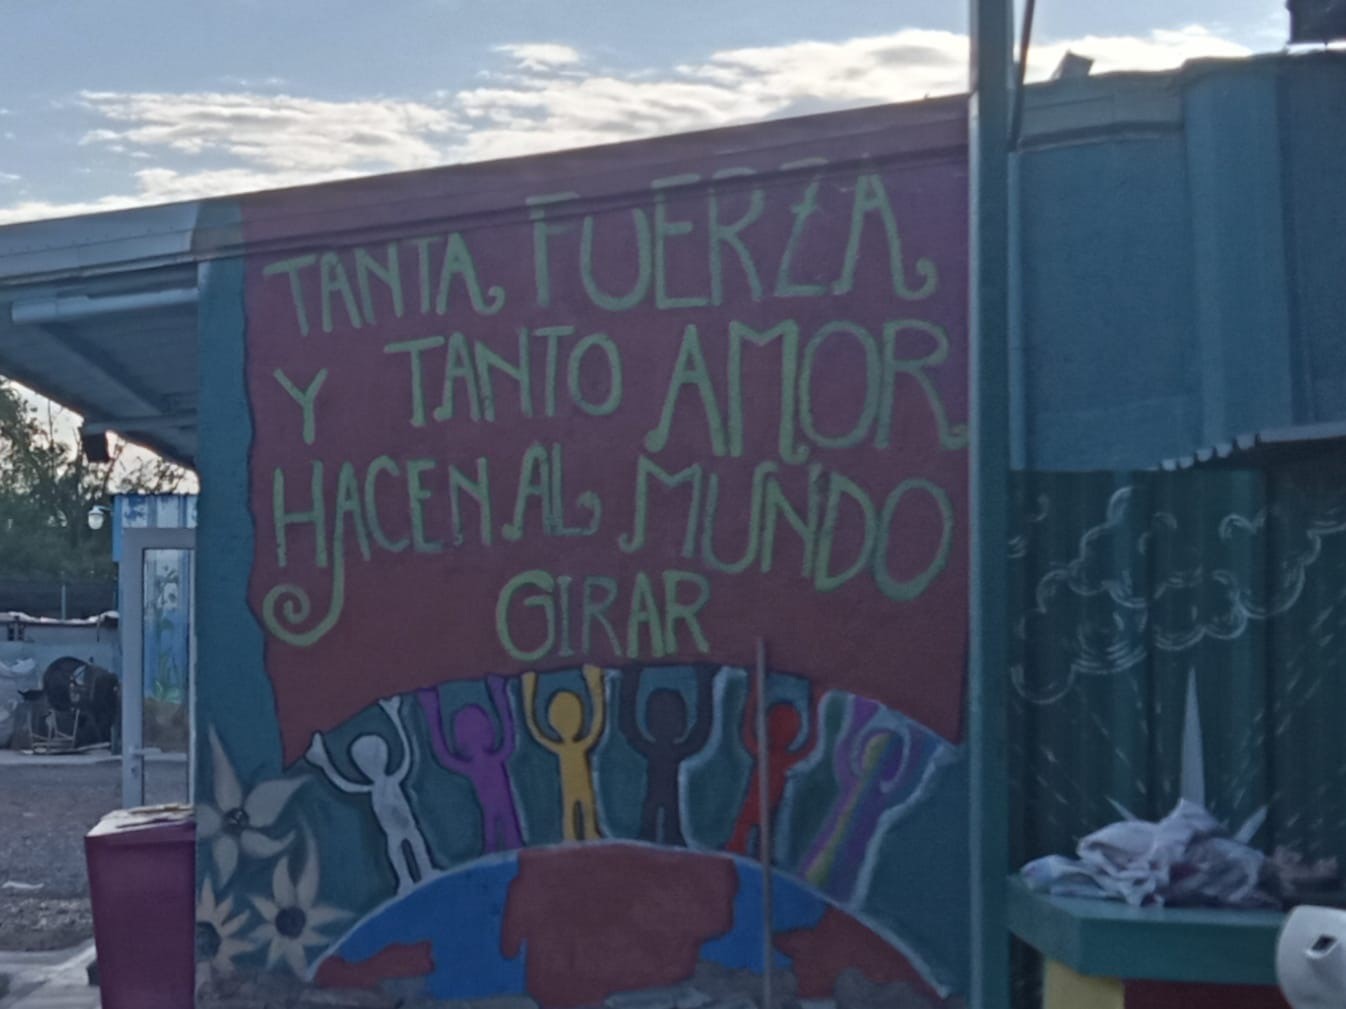 TANTA FUERZA
Y TANTO AMOR
HACEN AL MUNDO
GIRAR